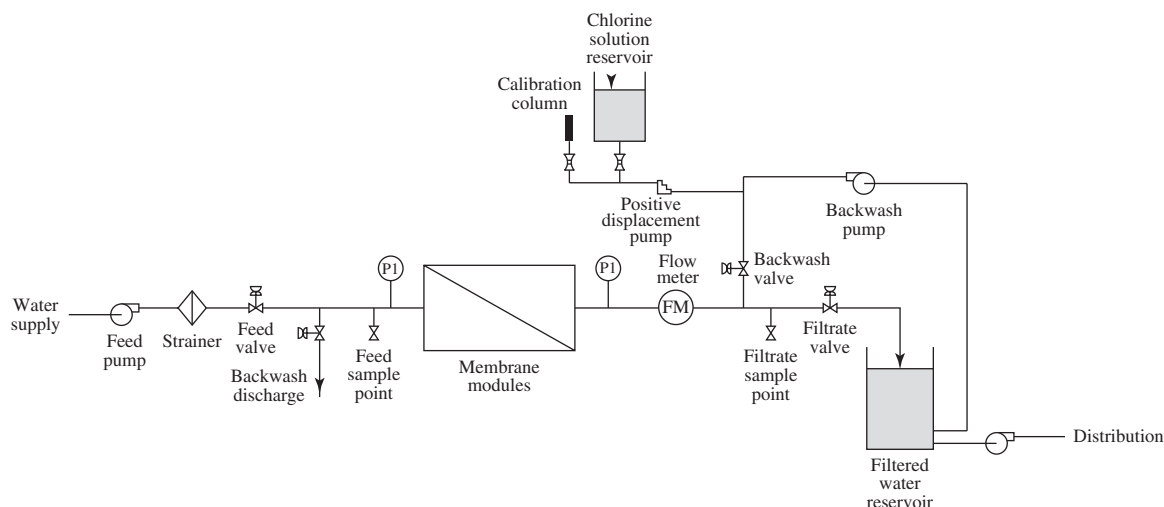 Chlorine
solution
reservoir
Calibration
column
Positive
displacement
pump
Backwash
pump
Backwash
valve
Flow
meter
FM
P1
P1
Water
supply
Feed
pump
Strainer
Feed
valve
Backwash
discharge
Feed
sample
point
Membrane
modules
Filtrate
sample
point
Filtrate
valve
Distribution
Filtered
water
reservoir